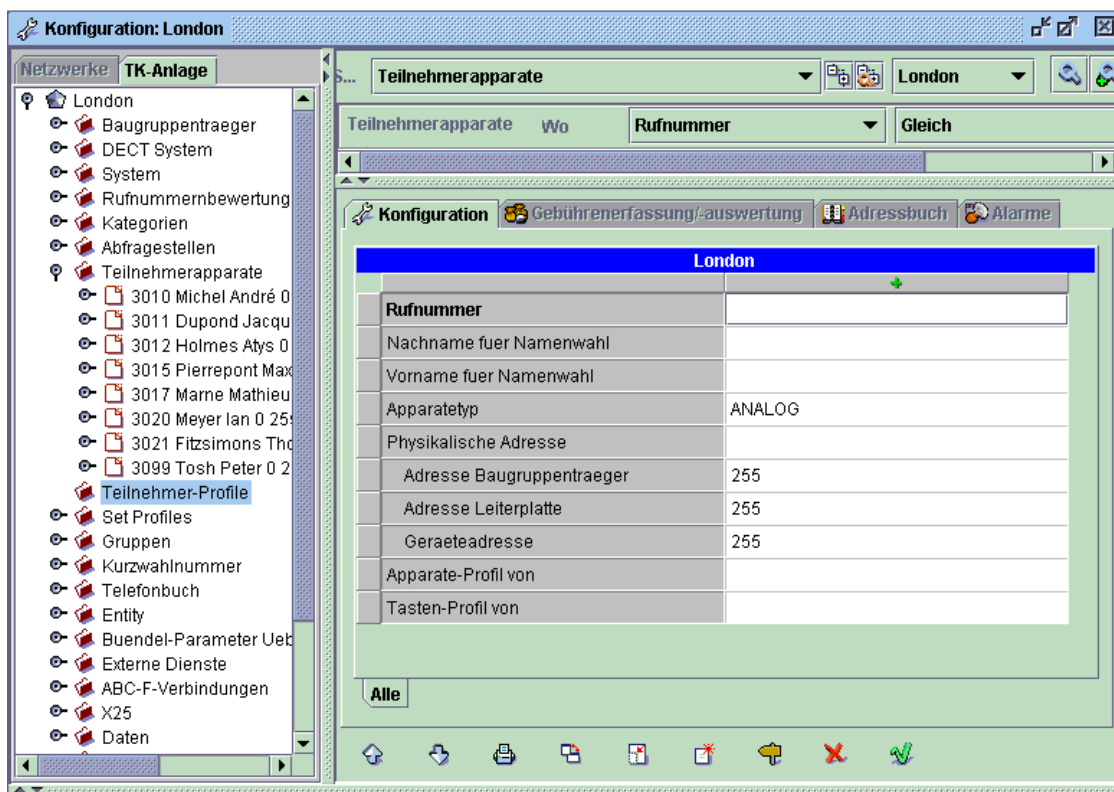 Konfiguration: London
Netzwerke TK-Anlage
London
Baugruppentraeger
DECT System
System
Rufnummernbewertung
Kategorien
Abfragestellen
Teilnehmerapparate
3010 Michel André 0
3011 Dupond Jacqu
3012 Holmes Atys 0
3015 Pierrepont Max
3017 Marne Mathieu
3020 Meyer Ian 0 25
3021 Fitzsimons Tho
3099 Tosh Peter 0 2
Teilnehmer-Profile
Set Profiles
Gruppen
Kurzwahlnummer
Telefonbuch
Entity
Buendel-Parameter Ueb
Externe Dienste
ABC-F-Verbindungen
X25
Daten
S... Teilnehmerapparate London
Teilnehmerapparate Wo Rufnummer Gleich
Konfiguration Gebührenerfassung/-auswertung Adressbuch Alarme
London
Rufnummer
Nachname fuer Namenwahl
Vorname fuer Namenwahl
Apparatetyp ANALOG
Physikalische Adresse
Adresse Baugruppentraeger 255
Adresse Leiterplatte 255
Geraeteadresse 255
Apparate-Profil von
Tasten-Profil von
Alle